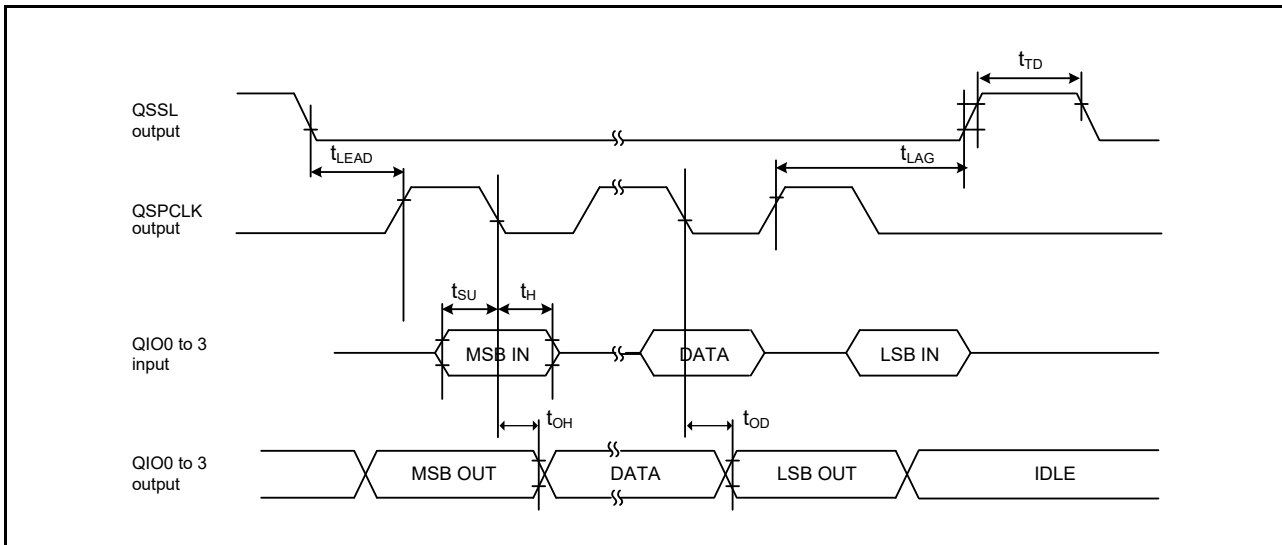 QSSL
output
tTD
tLEAD
tLAG
QSPCLK
output
tSU
tH
QIO0 to 3
input
MSB IN
DATA
LSB IN
tOH
tOD
QIO0 to 3
output
MSB OUT
DATA
LSB OUT
IDLE